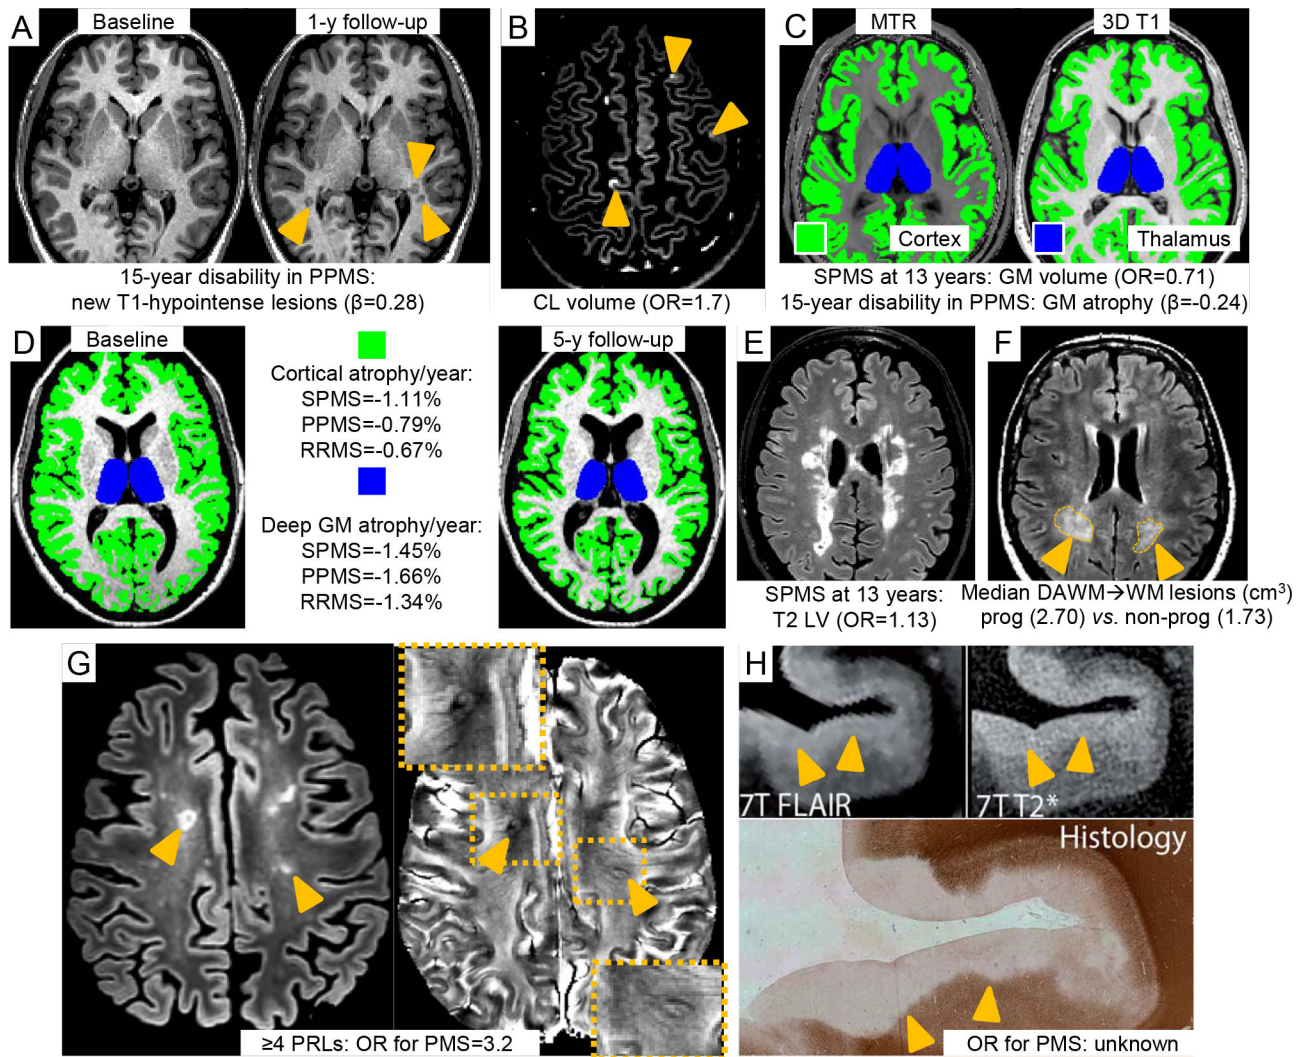 A
Baseline
1-y follow-up
15-year disability in PPMS:
new T1-hypointense lesions (β=0.28)
B
CL volume (OR=1.7)
C
MTR
3D T1
Cortex
Thalamus
SPMS at 13 years: GM volume (OR=0.71)
15-year disability in PPMS: GM atrophy (β=-0.24)
D
Baseline
Cortical atrophy/year:
SPMS=-1.11%
PPMS=-0.79%
RRMS=-0.67%
Deep GM atrophy/year:
SPMS=-1.45%
PPMS=-1.66%
RRMS=-1.34%
5-y follow-up
E
SPMS at 13 years:
T2 LV (OR=1.13)
F
Median DAWM→WM lesions (cm³)
prog (2.70) vs. non-prog (1.73)
G
≥4 PRLs: OR for PMS=3.2
H
7T FLAIR
7T T2*
Histology
OR for PMS: unknown